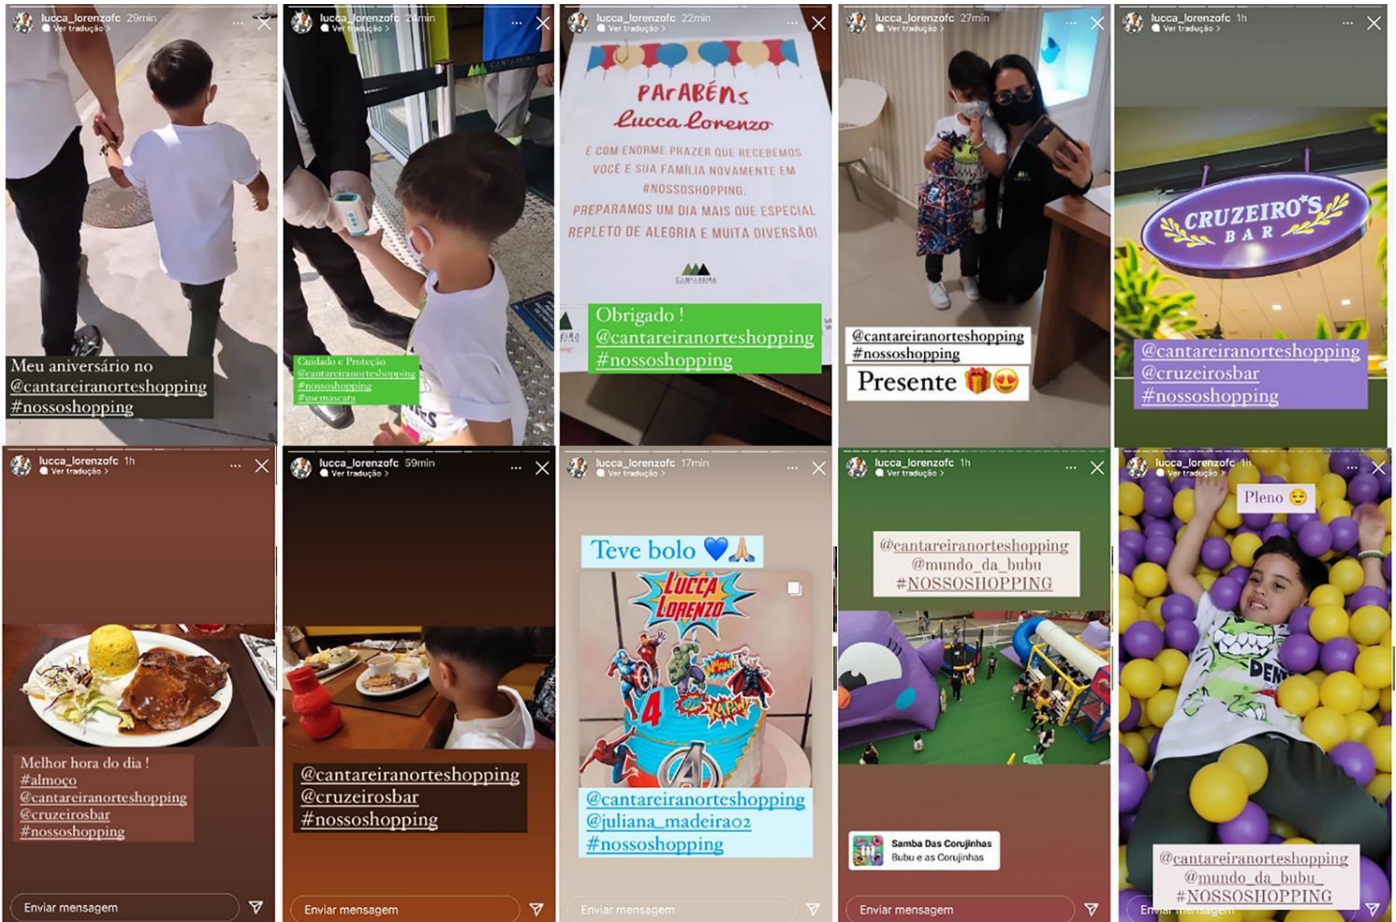 lucca_lorenzofc 29min
Ver tradução >
Meu aniversário no
@cantareiranorteshopping
#nossoshopping
lucca_lorenzofc 24min
Ver tradução >
CANTAREIRA
Cuidado e Proteção
@cantareiranorteshopping
#nossoshopping
#usemascara
lucca_lorenzofc 22min
Ver tradução >
PARABÉNS
Lucca Lorenzo
É COM ENORME PRAZER QUE RECEBEMOS
VOCÊ E SUA FAMÍLIA NOVAMENTE EM
#NOSSOSHOPPING.
PREPARAMOS UM DIA MAIS QUE ESPECIAL
REPLETO DE ALEGRIA E MUITA DIVERSÃO!
CANTAREIRA
Obrigado !
@cantareiranorteshopping
#nossoshopping
lucca_lorenzofc 27min
Ver tradução >
@cantareiranorteshopping
#nossoshopping
Presente 🎁😍
lucca_lorenzofc 1h
Ver tradução >
CRUZEIRO'S
BAR
@cantareiranorteshopping
@cruzeirosbar
#nossoshopping
lucca_lorenzofc 1h
Ver tradução >
Melhor hora do dia !
#almoço
@cantareiranorteshopping
@cruzeirosbar
#nossoshopping
Enviar mensagem
lucca_lorenzofc 59min
Ver tradução >
@cantareiranorteshopping
@cruzeirosbar
#nossoshopping
Enviar mensagem
lucca_lorenzofc 17min
Ver tradução >
Teve bolo 💙🙏🏼
LUCCA
LORENZO
WHAM!
KAPOW!
4
A
@cantareiranorteshopping
@juliana_madeira02
#nossoshopping
Enviar mensagem
lucca_lorenzofc 1h
Ver tradução >
@cantareiranorteshopping
@mundo_da_bubu
#NOSSOSHOPPING
Samba Das Corujinhas
Bubu e as Corujinhas
Enviar mensagem
lucca_lorenzofc 1h
Ver tradução >
Pleno 😌
@cantareiranorteshopping
@mundo_da_bubu_
#NOSSOSHOPPING